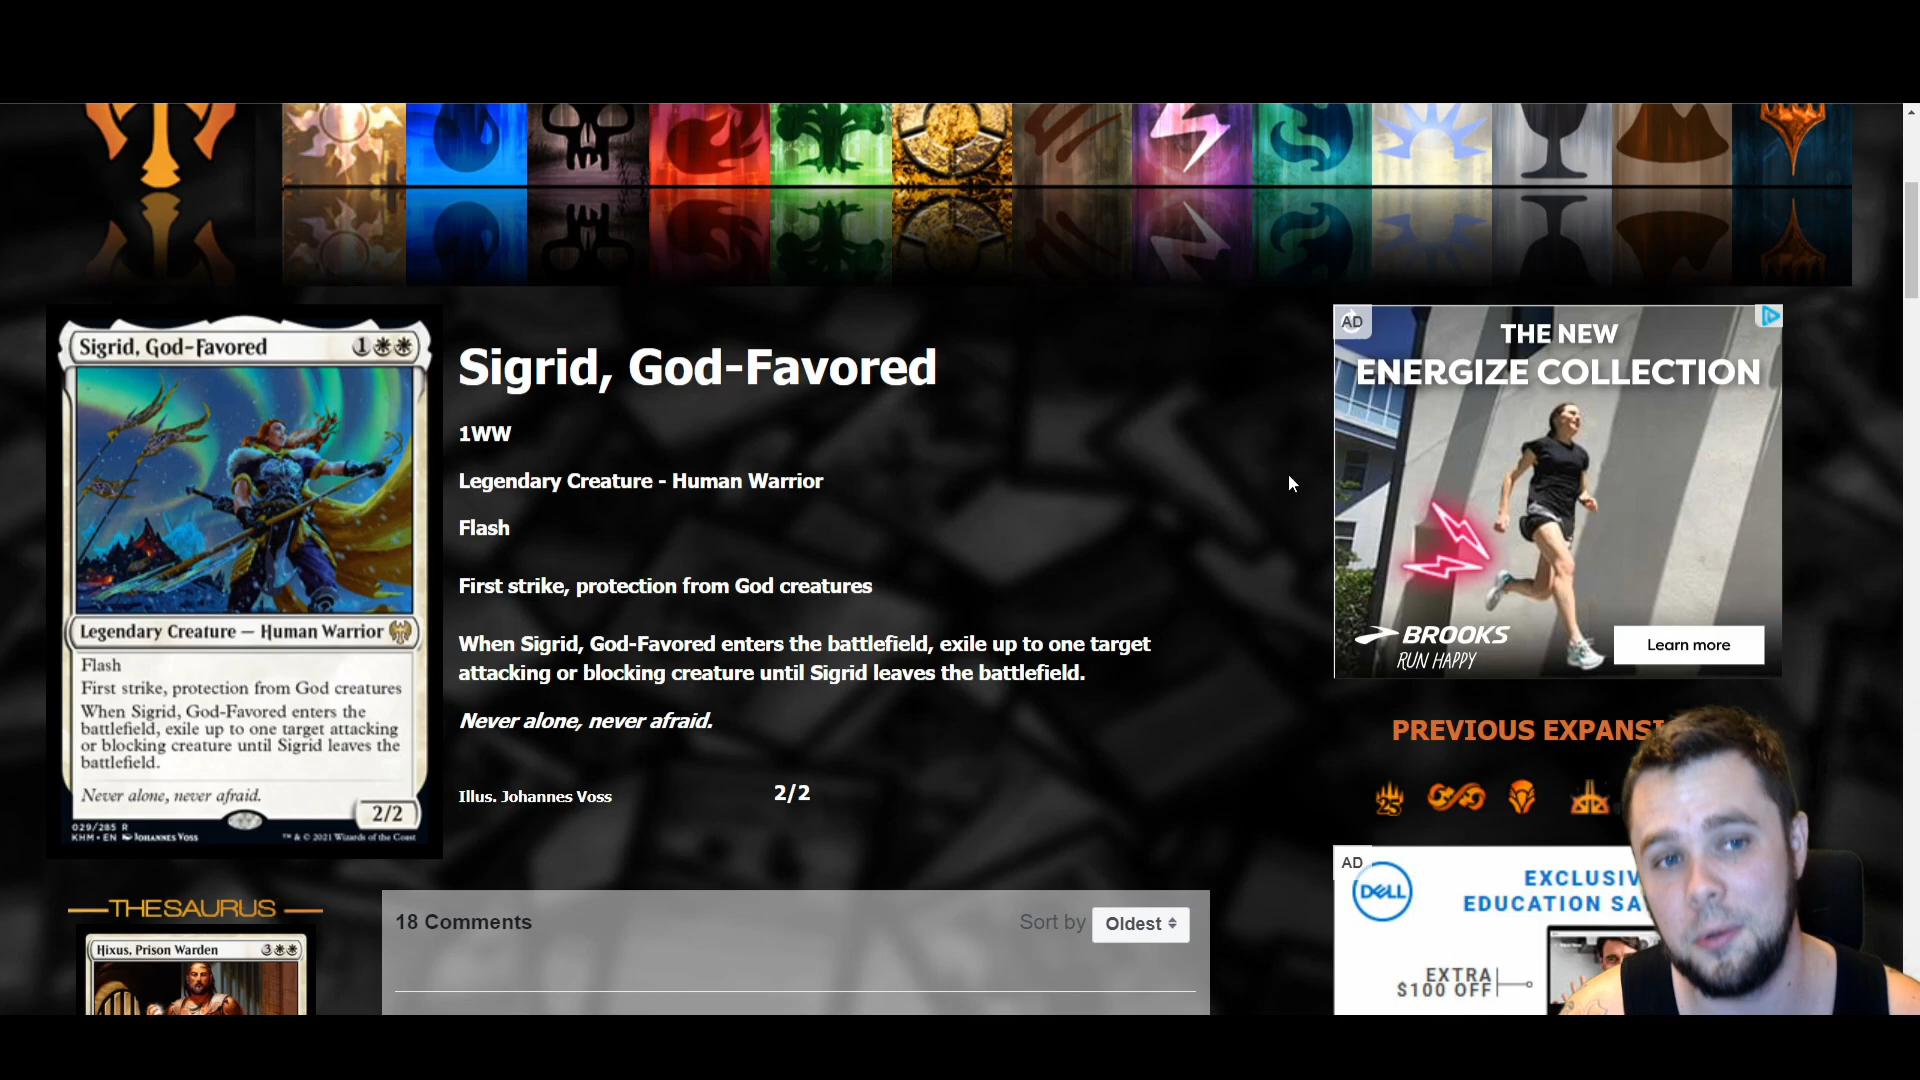 Sigrid, God-Favored
1
Legendary Creature — Human Warrior
Flash
First strike, protection from God creatures
When Sigrid, God-Favored enters the
battlefield, exile up to one target attacking
or blocking creature until Sigrid leaves the
battlefield.
Never alone, never afraid.
2/2
029/285 R
KHM • EN Johannes Voss
™ & © 2021 Wizards of the Coast
Sigrid, God-Favored
1WW
Legendary Creature - Human Warrior
Flash
First strike, protection from God creatures
When Sigrid, God-Favored enters the battlefield, exile up to one target
attacking or blocking creature until Sigrid leaves the battlefield.
Never alone, never afraid.
Illus. Johannes Voss
2/2
AD
THE NEW
ENERGIZE COLLECTION
BROOKS
RUN HAPPY
Learn more
PREVIOUS EXPANSI
25
AD
DELL
EXCLUSIV
EDUCATION SA
EXTRA
$100 OFF
THESAURUS
Hixus, Prison Warden
3
18 Comments
Sort by
Oldest